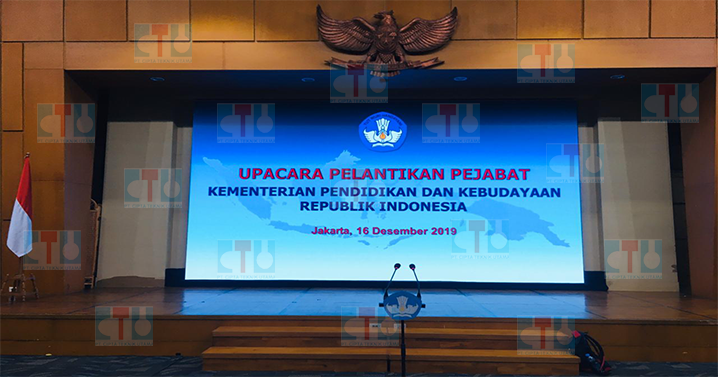 UPACARA PELANTIKAN PEJABAT
KEMENTERIAN PENDIDIKAN DAN KEBUDAYAAN
REPUBLIK INDONESIA
Jakarta, 16 Desember 2019